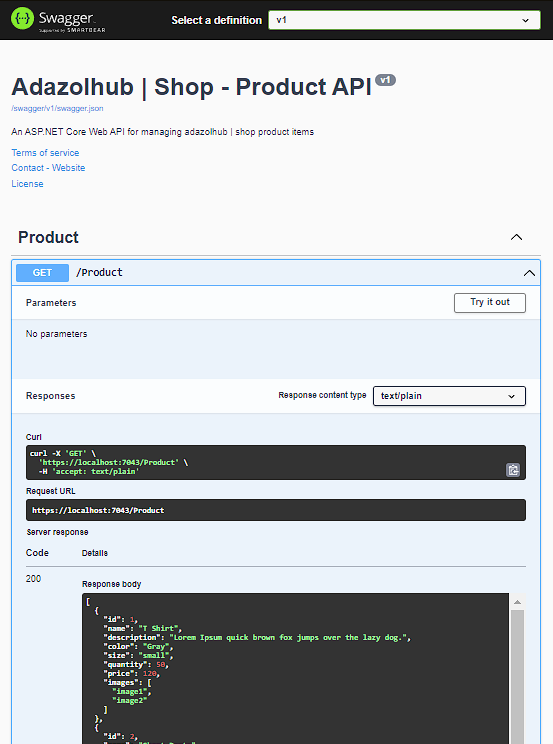 Swagger
Supported by SMARTBEAR
Select a definition
v1
Adazolhub | Shop - Product API v1
/swagger/v1/swagger.json
An ASP.NET Core Web API for managing adazolhub | shop product items
Terms of service
Contact - Website
License
Product
GET /Product
Parameters
Try it out
No parameters
Responses
Response content type
text/plain
Curl
curl -X 'GET' \
'https://localhost:7043/Product' \
-H 'accept: text/plain'
Request URL
https://localhost:7043/Product
Server response
Code Details
200
Response body
[
{
"id": 1,
"name": "T Shirt",
"description": "Lorem Ipsum quick brown fox jumps over the lazy dog.",
"color": "Gray",
"size": "small",
"quantity": 50,
"price": 120,
"images": [
"image1",
"image2"
]
},
{
"id": 2,